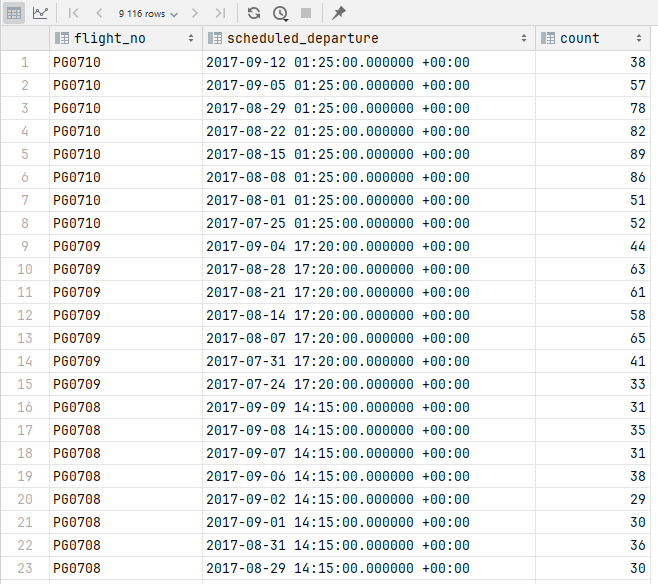 9 116 rows
flight_no scheduled_departure count
1 PG0710 2017-09-12 01:25:00.000000 +00:00 38
2 PG0710 2017-09-05 01:25:00.000000 +00:00 57
3 PG0710 2017-08-29 01:25:00.000000 +00:00 78
4 PG0710 2017-08-22 01:25:00.000000 +00:00 82
5 PG0710 2017-08-15 01:25:00.000000 +00:00 89
6 PG0710 2017-08-08 01:25:00.000000 +00:00 86
7 PG0710 2017-08-01 01:25:00.000000 +00:00 51
8 PG0710 2017-07-25 01:25:00.000000 +00:00 52
9 PG0709 2017-09-04 17:20:00.000000 +00:00 44
10 PG0709 2017-08-28 17:20:00.000000 +00:00 63
11 PG0709 2017-08-21 17:20:00.000000 +00:00 61
12 PG0709 2017-08-14 17:20:00.000000 +00:00 58
13 PG0709 2017-08-07 17:20:00.000000 +00:00 65
14 PG0709 2017-07-31 17:20:00.000000 +00:00 41
15 PG0709 2017-07-24 17:20:00.000000 +00:00 33
16 PG0708 2017-09-09 14:15:00.000000 +00:00 31
17 PG0708 2017-09-08 14:15:00.000000 +00:00 35
18 PG0708 2017-09-07 14:15:00.000000 +00:00 31
19 PG0708 2017-09-06 14:15:00.000000 +00:00 38
20 PG0708 2017-09-02 14:15:00.000000 +00:00 29
21 PG0708 2017-09-01 14:15:00.000000 +00:00 30
22 PG0708 2017-08-31 14:15:00.000000 +00:00 36
23 PG0708 2017-08-29 14:15:00.000000 +00:00 30